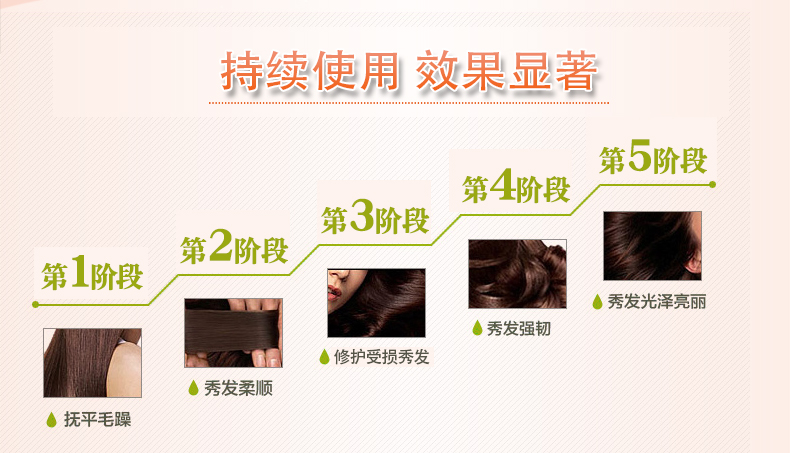 持续使用 效果显著
第1阶段
抚平毛躁
第2阶段
秀发柔顺
第3阶段
修护受损秀发
第4阶段
秀发强韧
第5阶段
秀发光泽亮丽